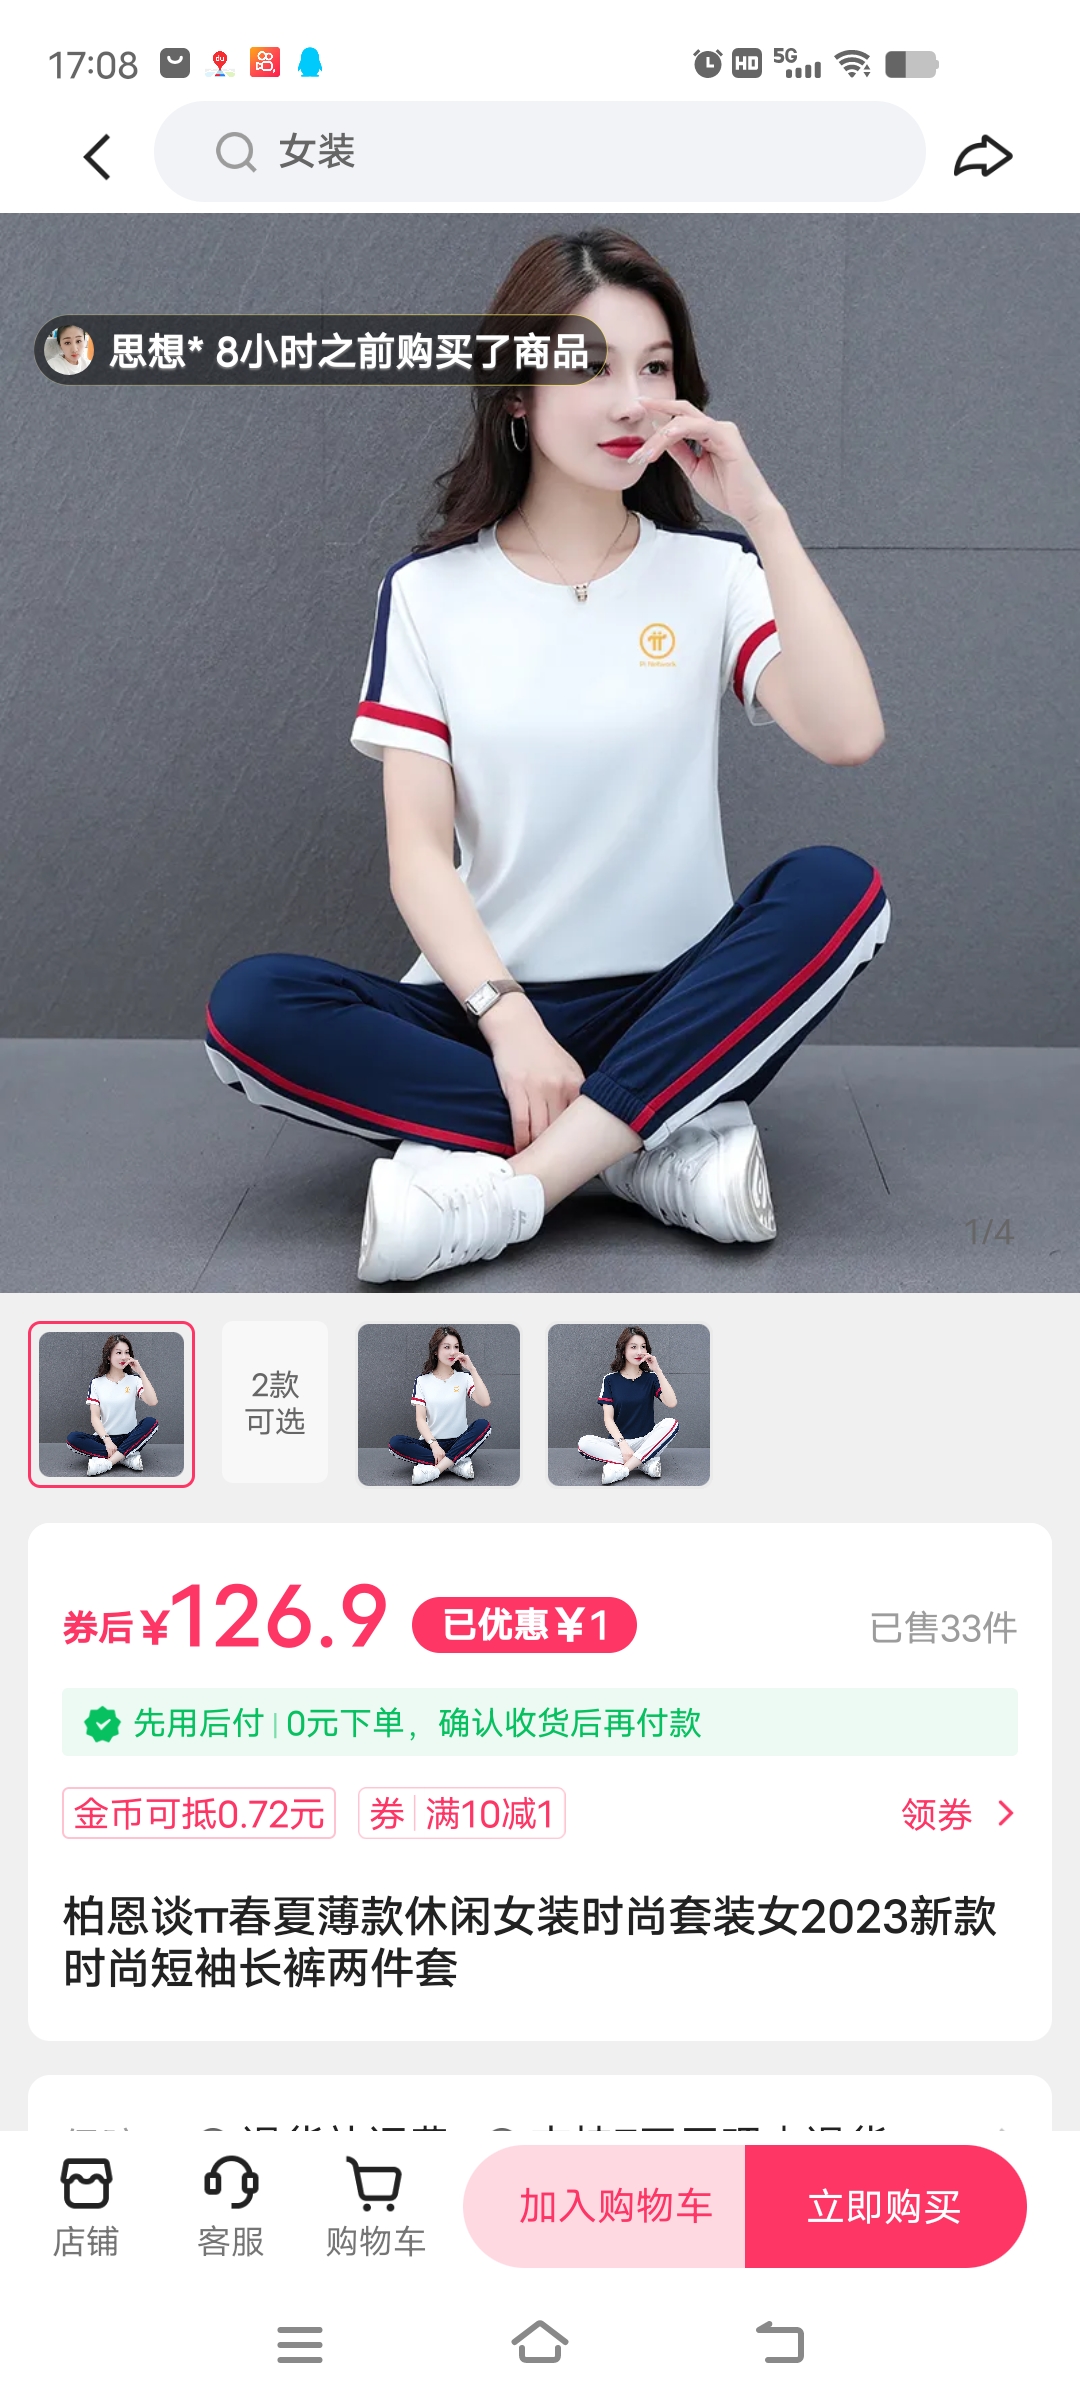 17:08
HD 5G
女装
思想* 8小时之前购买了商品
Pi Network
1/4
2款
可选
券后¥126.9 已优惠¥1 已售33件
先用后付 | 0元下单，确认收货后再付款
金币可抵0.72元 券 满10减1 领券
柏恩谈π春夏薄款休闲女装时尚套装女2023新款
时尚短袖长裤两件套
店铺 客服 购物车 加入购物车 立即购买